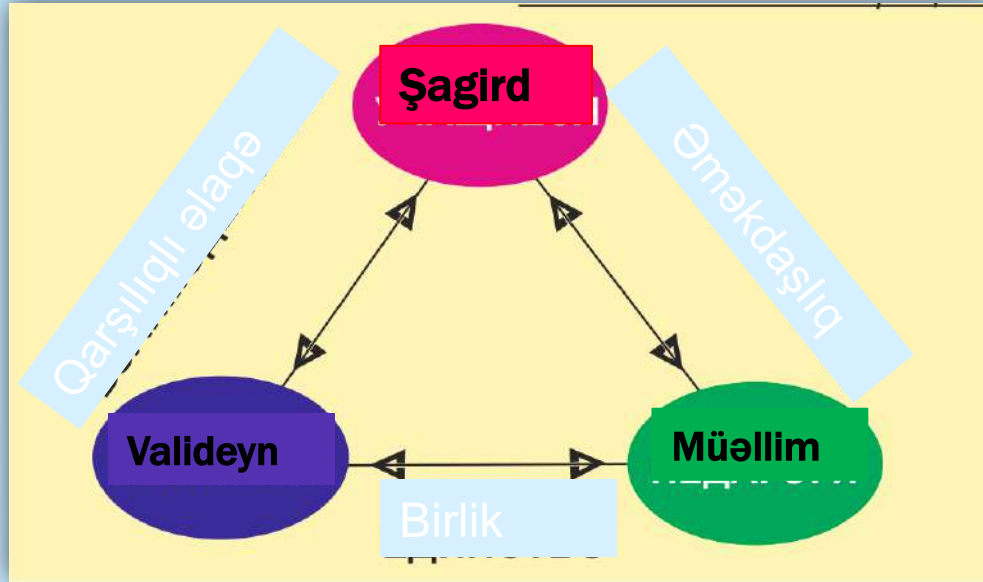 Şagird
Qarşılıqlı əlaqə
Əməkdaşlıq
Valideyn
Müəllim
Birlik